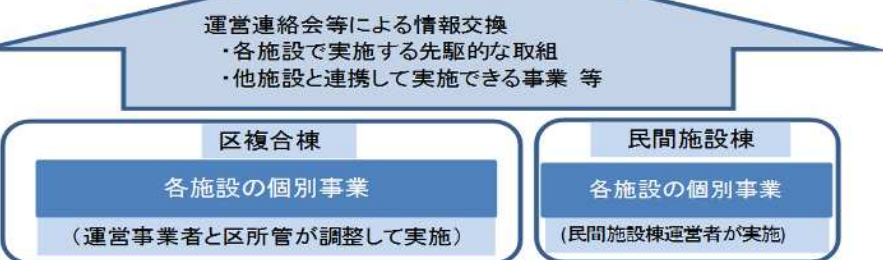 運営連絡会等による情報交換
・各施設で実施する先駆的な取組
・他施設と連携して実施できる事業 等
区複合棟
各施設の個別事業
（運営事業者と区所管が調整して実施）
民間施設棟
各施設の個別事業
(民間施設棟運営者が実施)